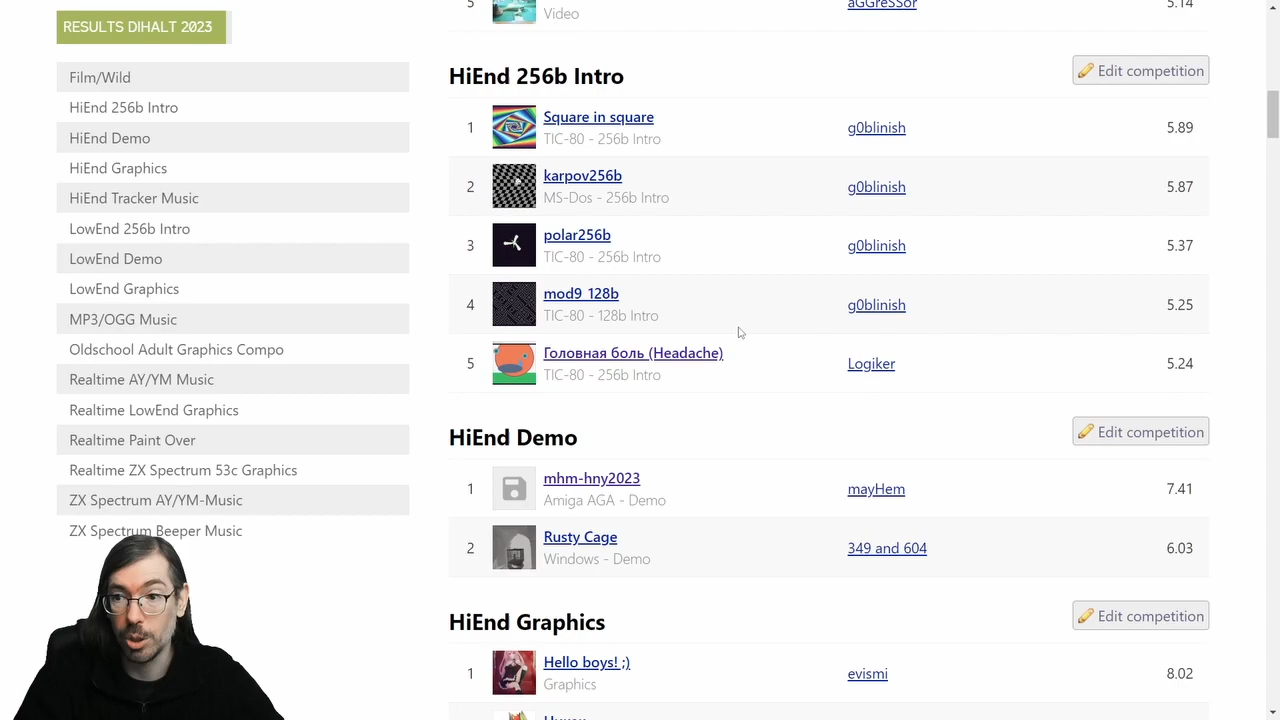 RESULTS DIHALT 2023
Film/Wild
HiEnd 256b Intro
HiEnd Demo
HiEnd Graphics
HiEnd Tracker Music
LowEnd 256b Intro
LowEnd Demo
LowEnd Graphics
MP3/OGG Music
Oldschool Adult Graphics Compo
Realtime AY/YM Music
Realtime LowEnd Graphics
Realtime Paint Over
Realtime ZX Spectrum 53c Graphics
ZX Spectrum AY/YM-Music
ZX Spectrum Beeper Music
5 Video aGGreSSor 5.14
HiEnd 256b Intro Edit competition
1 Square in square g0blinish 5.89
TIC-80 - 256b Intro
2 karpov256b g0blinish 5.87
MS-Dos - 256b Intro
3 polar256b g0blinish 5.37
TIC-80 - 256b Intro
4 mod9_128b g0blinish 5.25
TIC-80 - 128b Intro
5 Головная боль (Headache) Logiker 5.24
TIC-80 - 256b Intro
HiEnd Demo Edit competition
1 mhm-hny2023 mayHem 7.41
Amiga AGA - Demo
2 Rusty Cage 349 and 604 6.03
Windows - Demo
HiEnd Graphics Edit competition
1 Hello boys! ;) evismi 8.02
Graphics